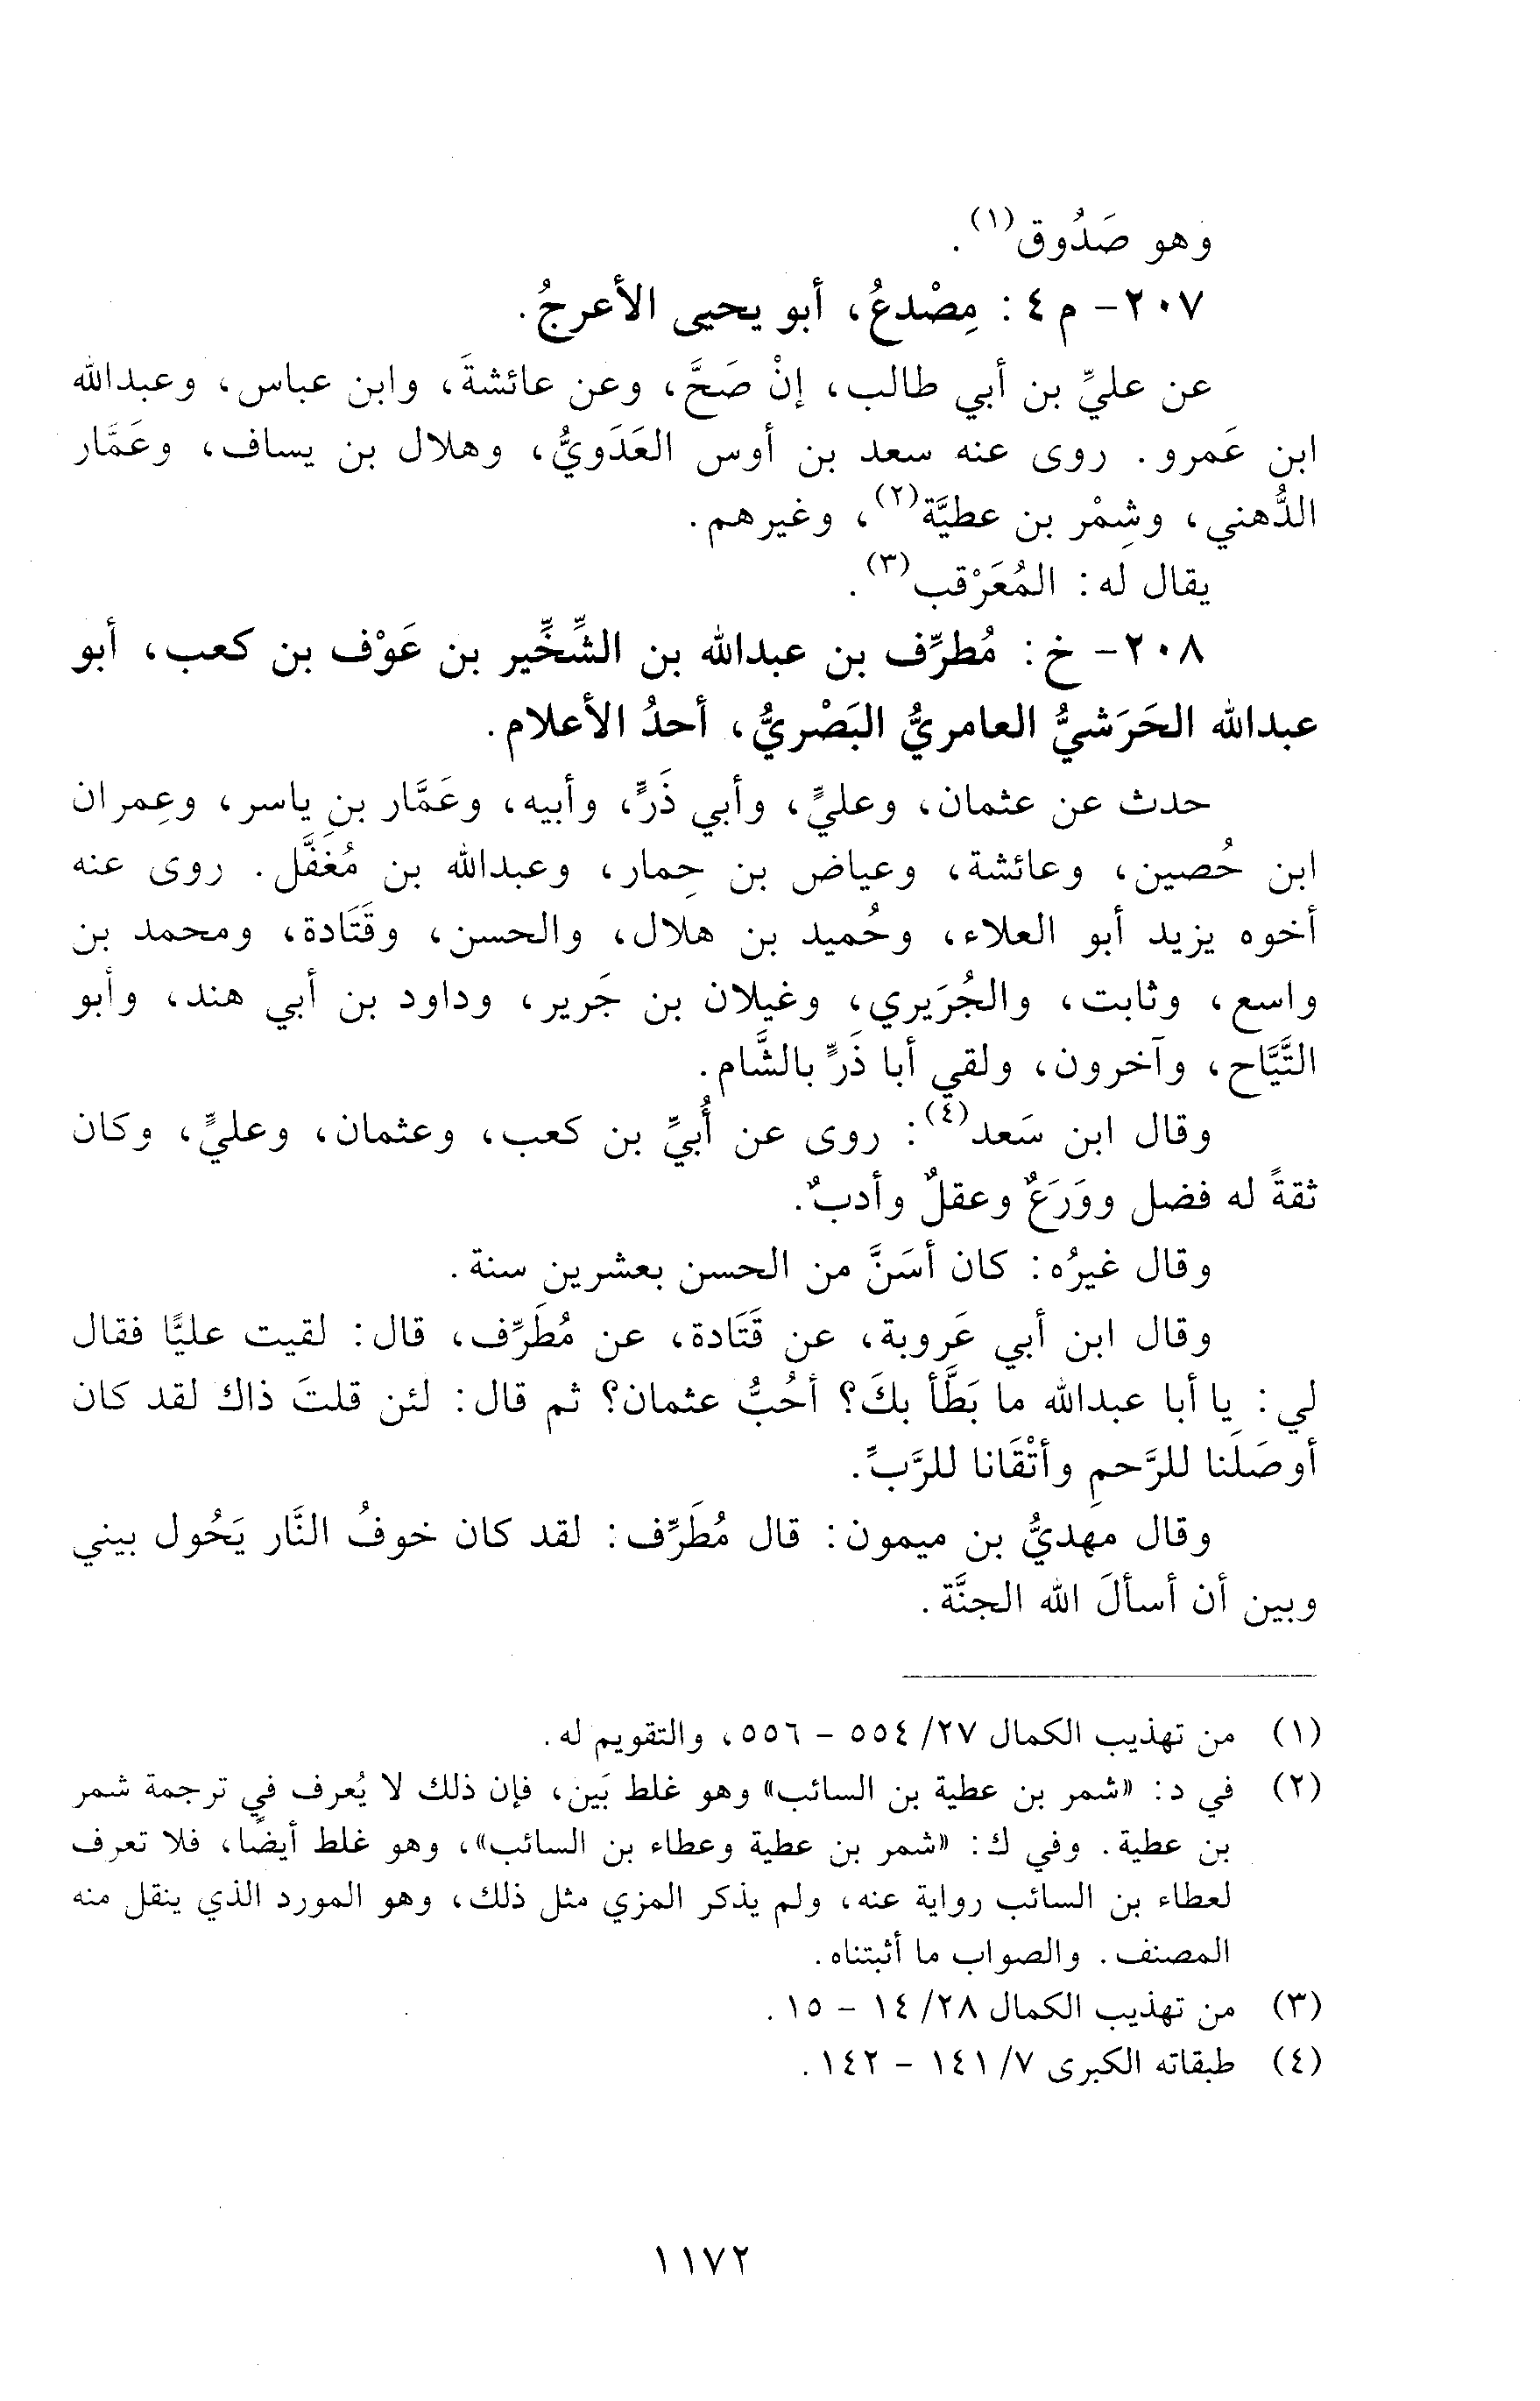 وهو صَدُوق(١).
٢٠٧- م ٤: مِصْدعُ، أبو يحيى الأعرجُ.
عن عليِّ بن أبي طالب، إنْ صَحَّ، وعن عائشةَ، وابن عباس، وعبدالله
ابن عَمرو. روى عنه سعد بن أوس العَدَويُّ، وهلال بن يساف، وعَمَّار
الدُّهني، وشِمْر بن عطيَّة(٢)، وغيرهم.
يقال له: المُعَرْقب(٣).
٢٠٨- خ: مُطرِّف بن عبدالله بن الشِّخِّير بن عَوْف بن كعب، أبو
عبدالله الحَرَشيُّ العامريُّ البَصْريُّ، أحدُ الأعلام.
حدث عن عثمان، وعليٍّ، وأبي ذَرٍّ، وأبيه، وعَمَّار بن ياسر، وعِمران
ابن حُصين، وعائشة، وعياض بن حِمار، وعبدالله بن مُغَفَّل. روى عنه
أخوه يزيد أبو العلاء، وحُميد بن هلال، والحسن، وقَتَادة، ومحمد بن
واسع، وثابت، والجُرَيري، وغيلان بن جَرير، وداود بن أبي هند، وأبو
التَّيَّاح، وآخرون، ولقي أبا ذَرٍّ بالشَّام.
وقال ابن سَعد(٤): روى عن أُبيِّ بن كعب، وعثمان، وعليٍّ، وكان
ثقةً له فضل ووَرَعٌ وعقلٌ وأدبٌ.
وقال غيرُه: كان أسَنَّ من الحسن بعشرين سنة.
وقال ابن أبي عَروبة، عن قَتَادة، عن مُطَرِّف، قال: لقيت عليًّا فقال
لي: يا أبا عبدالله ما بَطَّأ بكَ؟ أحُبُّ عثمان؟ ثم قال: لئن قلتَ ذاك لقد كان
أوصَلَنا للرَّحمِ وأتْقَانا للرَّبِّ.
وقال مهديُّ بن ميمون: قال مُطَرِّف: لقد كان خوفُ النَّار يَحُول بيني
وبين أن أسألَ الله الجنَّة.
(١) من تهذيب الكمال ٢٧/ ٥٥٤ - ٥٥٦، والتقويم له.
(٢) في د: «شمر بن عطية بن السائب» وهو غلط بَين، فإن ذلك لا يُعرف في ترجمة شمر
بن عطية. وفي ك: «شمر بن عطية وعطاء بن السائب»، وهو غلط أيضًا، فلا تعرف
لعطاء بن السائب رواية عنه، ولم يذكر المزي مثل ذلك، وهو المورد الذي ينقل منه
المصنف. والصواب ما أثبتناه.
(٣) من تهذيب الكمال ٢٨/ ١٤ - ١٥.
(٤) طبقاته الكبرى ٧/ ١٤١ - ١٤٢.
١١٧٢